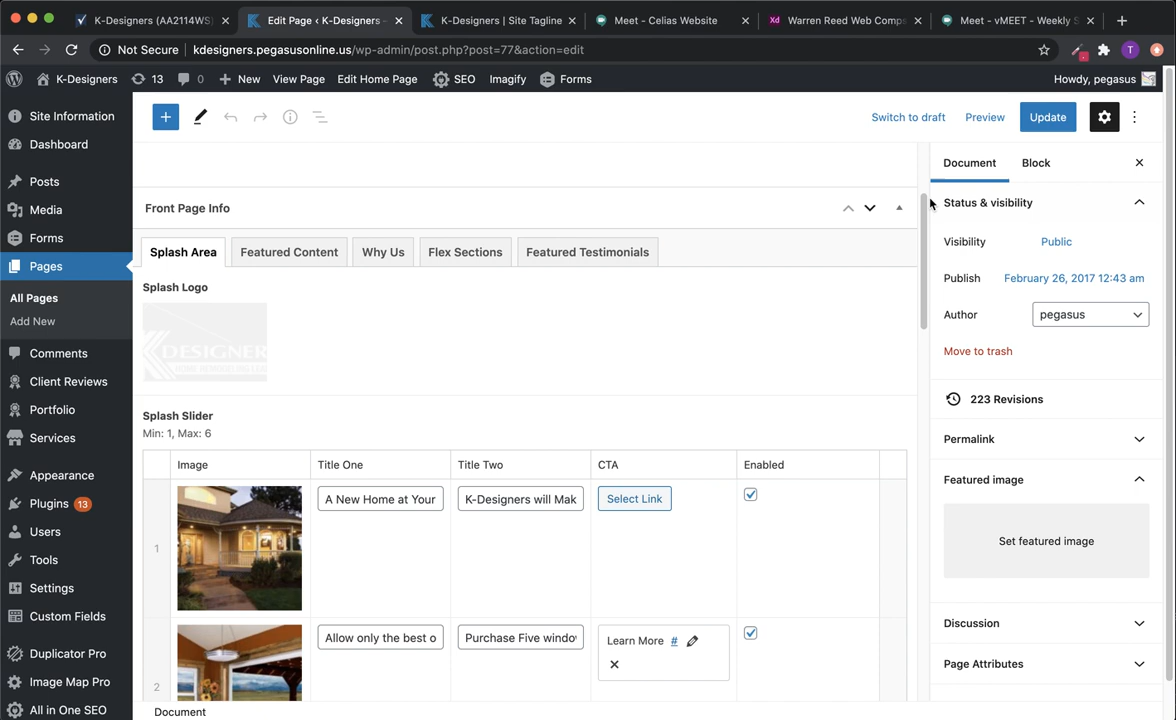 K-Designers (AA2114WS)
Edit Page ‹ K-Designers -
K-Designers | Site Tagline
Meet - Celias Website
Warren Reed Web Comps
Meet - vMEET - Weekly S
Not Secure
kdesigners.pegasusonline.us/wp-admin/post.php?post=77&action=edit
T
K-Designers
13
0
New
View Page
Edit Home Page
SEO
Imagify
Forms
Howdy, pegasus
Site Information
Dashboard
Posts
Media
Forms
Pages
All Pages
Add New
Comments
Client Reviews
Portfolio
Services
Appearance
Plugins 13
Users
Tools
Settings
Custom Fields
Duplicator Pro
Image Map Pro
All in One SEO
Switch to draft
Preview
Update
Front Page Info
Splash Area
Featured Content
Why Us
Flex Sections
Featured Testimonials
Splash Logo
DESIGNER
Splash Slider
Min: 1, Max: 6
Image
Title One
Title Two
CTA
Enabled
1
A New Home at Your
K-Designers will Mak
Select Link
2
Allow only the best o
Purchase Five windov
Learn More #
Document
Document
Block
Status & visibility
Visibility
Public
Publish
February 26, 2017 12:43 am
Author
pegasus
Move to trash
223 Revisions
Permalink
Featured image
Set featured image
Discussion
Page Attributes